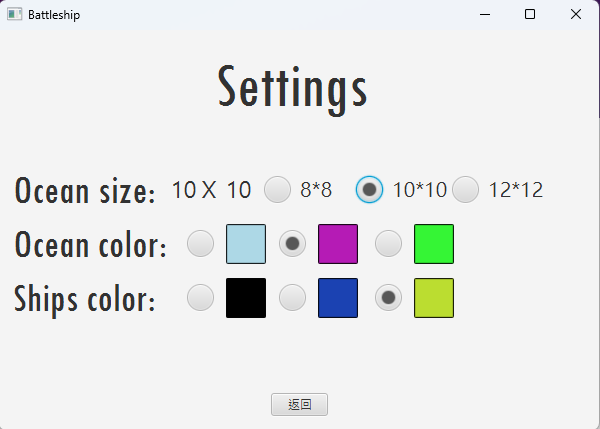 Battleship
Settings
Ocean size: 10 X 10 8*8 10*10 12*12
Ocean color:
Ships color:
返回